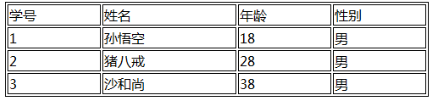 学号 姓名 年龄 性别
1 孙悟空 18 男
2 猪八戒 28 男
3 沙和尚 38 男